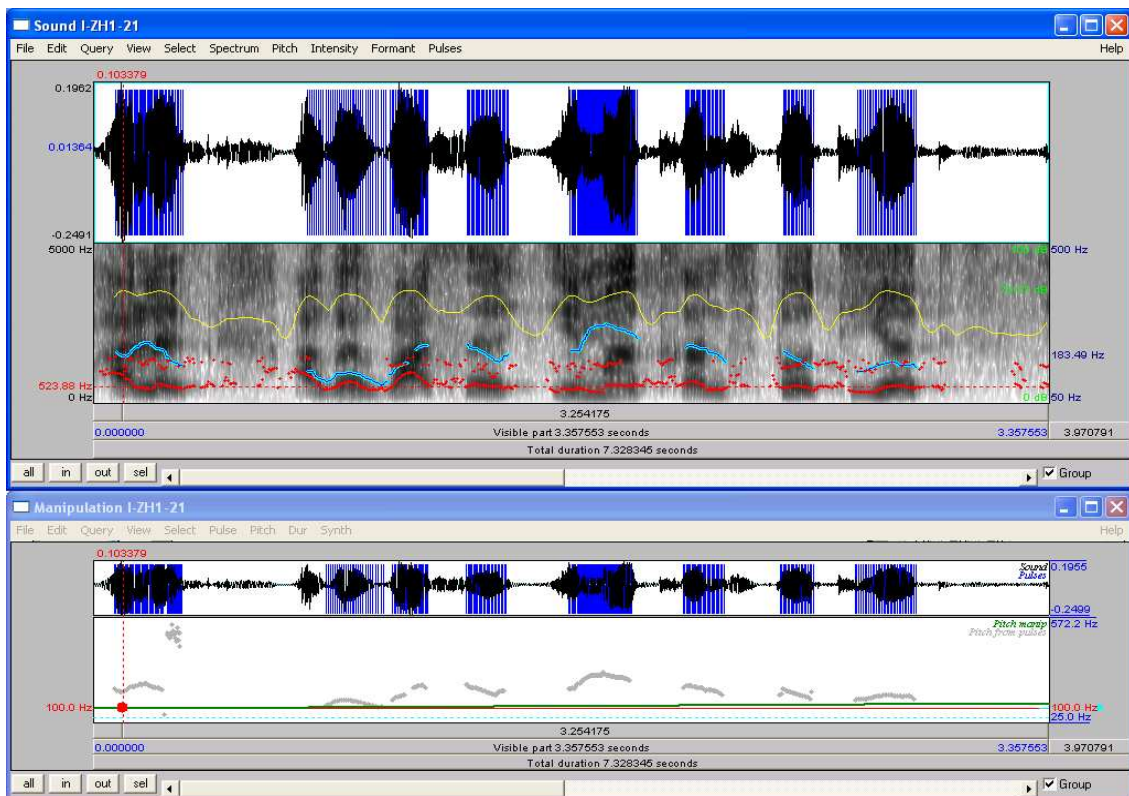 Sound I-ZH1-21
File Edit Query View Select Spectrum Pitch Intensity Formant Pulses Help
0.103379
0.1962
0.01364
-0.2491
5000 Hz 500 Hz
183.49 Hz
523.88 Hz
0 Hz 0 dB 50 Hz
3.254175
0.000000 Visible part 3.357553 seconds 3.357553 3.970791
Total duration 7.328345 seconds
all in out sel Group
Manipulation I-ZH1-21
File Edit Query View Select Pulse Pitch Dur Synth Help
0.103379
Sound 0.1955
Pulses
-0.2499
Pitch manip 572.2 Hz
Pitch from pulses
100.0 Hz 100.0 Hz
25.0 Hz
3.254175
0.000000 Visible part 3.357553 seconds 3.357553 3.970791
Total duration 7.328345 seconds
all in out sel Group